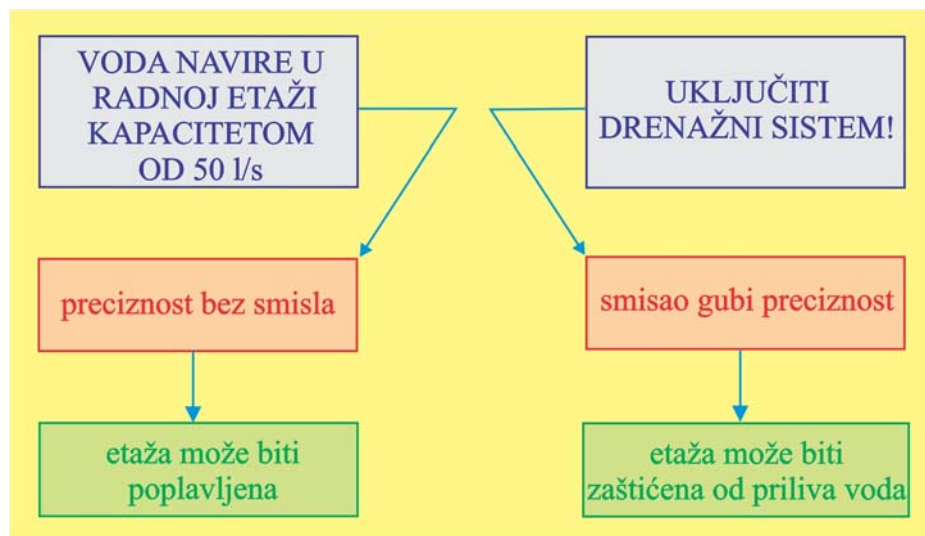 VODA NAVIRE U
RADNOJ ETAŽI
KAPACITETOM
OD 50 l/s
UKLJUČITI
DRENAŽNI SISTEM!
preciznost bez smisla
smisao gubi preciznost
etaža može biti
poplavljena
etaža može biti
zaštićena od priliva voda